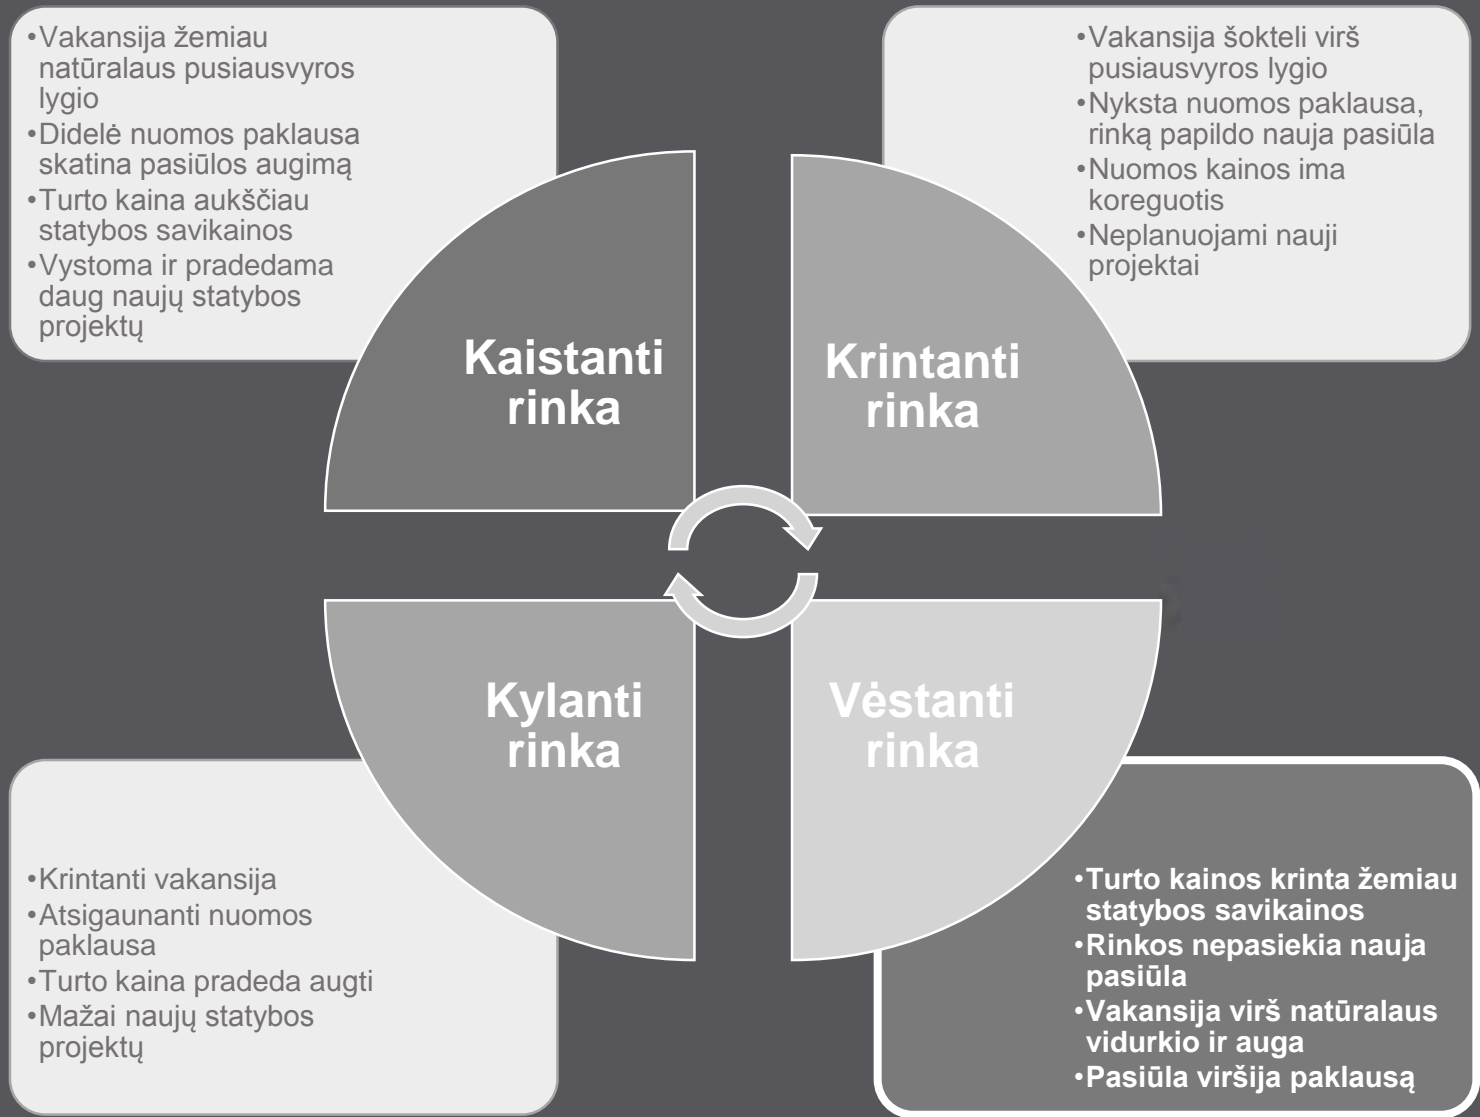 •Vakansija žemiau
natūralaus pusiausvyros
lygio
•Didelė nuomos paklausa
skatina pasiūlos augimą
•Turto kaina aukščiau
statybos savikainos
•Vystoma ir pradedama
daug naujų statybos
projektų
•Vakansija šokteli virš
pusiausvyros lygio
•Nyksta nuomos paklausa,
rinką papildo nauja pasiūla
•Nuomos kainos ima
koreguotis
•Neplanuojami nauji
projektai
Kaistanti
rinka
Krintanti
rinka
Kylanti
rinka
Vėstanti
rinka
•Krintanti vakansija
•Atsigaunanti nuomos
paklausa
•Turto kaina pradeda augti
•Mažai naujų statybos
projektų
•Turto kainos krinta žemiau
statybos savikainos
•Rinkos nepasiekia nauja
pasiūla
•Vakansija virš natūralaus
vidurkio ir auga
•Pasiūla viršija paklausą